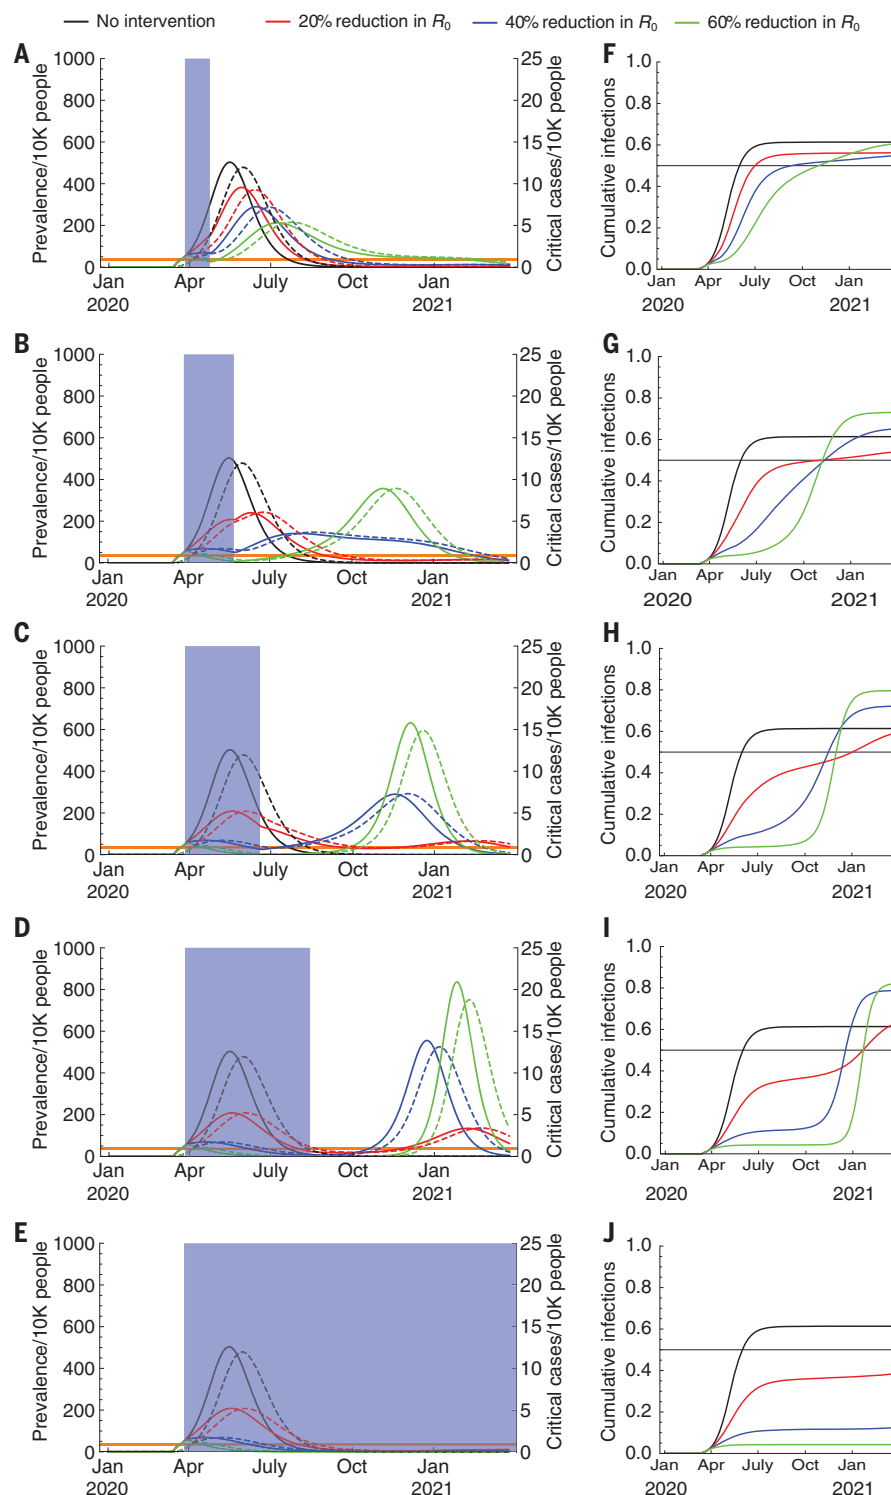 No intervention 20% reduction in R0 40% reduction in R0 60% reduction in R0
A
Prevalence/10K people
1000
800
600
400
200
0
25
20
15
10
5
0
Critical cases/10K people
Jan Apr July Oct Jan
2020 2021
F
Cumulative infections
1.0
0.8
0.6
0.4
0.2
0.0
Jan Apr July Oct Jan
2020 2021
B
Prevalence/10K people
1000
800
600
400
200
0
25
20
15
10
5
0
Critical cases/10K people
Jan Apr July Oct Jan
2020 2021
G
Cumulative infections
1.0
0.8
0.6
0.4
0.2
0.0
Jan Apr July Oct Jan
2020 2021
C
Prevalence/10K people
1000
800
600
400
200
0
25
20
15
10
5
0
Critical cases/10K people
Jan Apr July Oct Jan
2020 2021
H
Cumulative infections
1.0
0.8
0.6
0.4
0.2
0.0
Jan Apr July Oct Jan
2020 2021
D
Prevalence/10K people
1000
800
600
400
200
0
25
20
15
10
5
0
Critical cases/10K people
Jan Apr July Oct Jan
2020 2021
I
Cumulative infections
1.0
0.8
0.6
0.4
0.2
0.0
Jan Apr July Oct Jan
2020 2021
E
Prevalence/10K people
1000
800
600
400
200
0
25
20
15
10
5
0
Critical cases/10K people
Jan Apr July Oct Jan
2020 2021
J
Cumulative infections
1.0
0.8
0.6
0.4
0.2
0.0
Jan Apr July Oct Jan
2020 2021